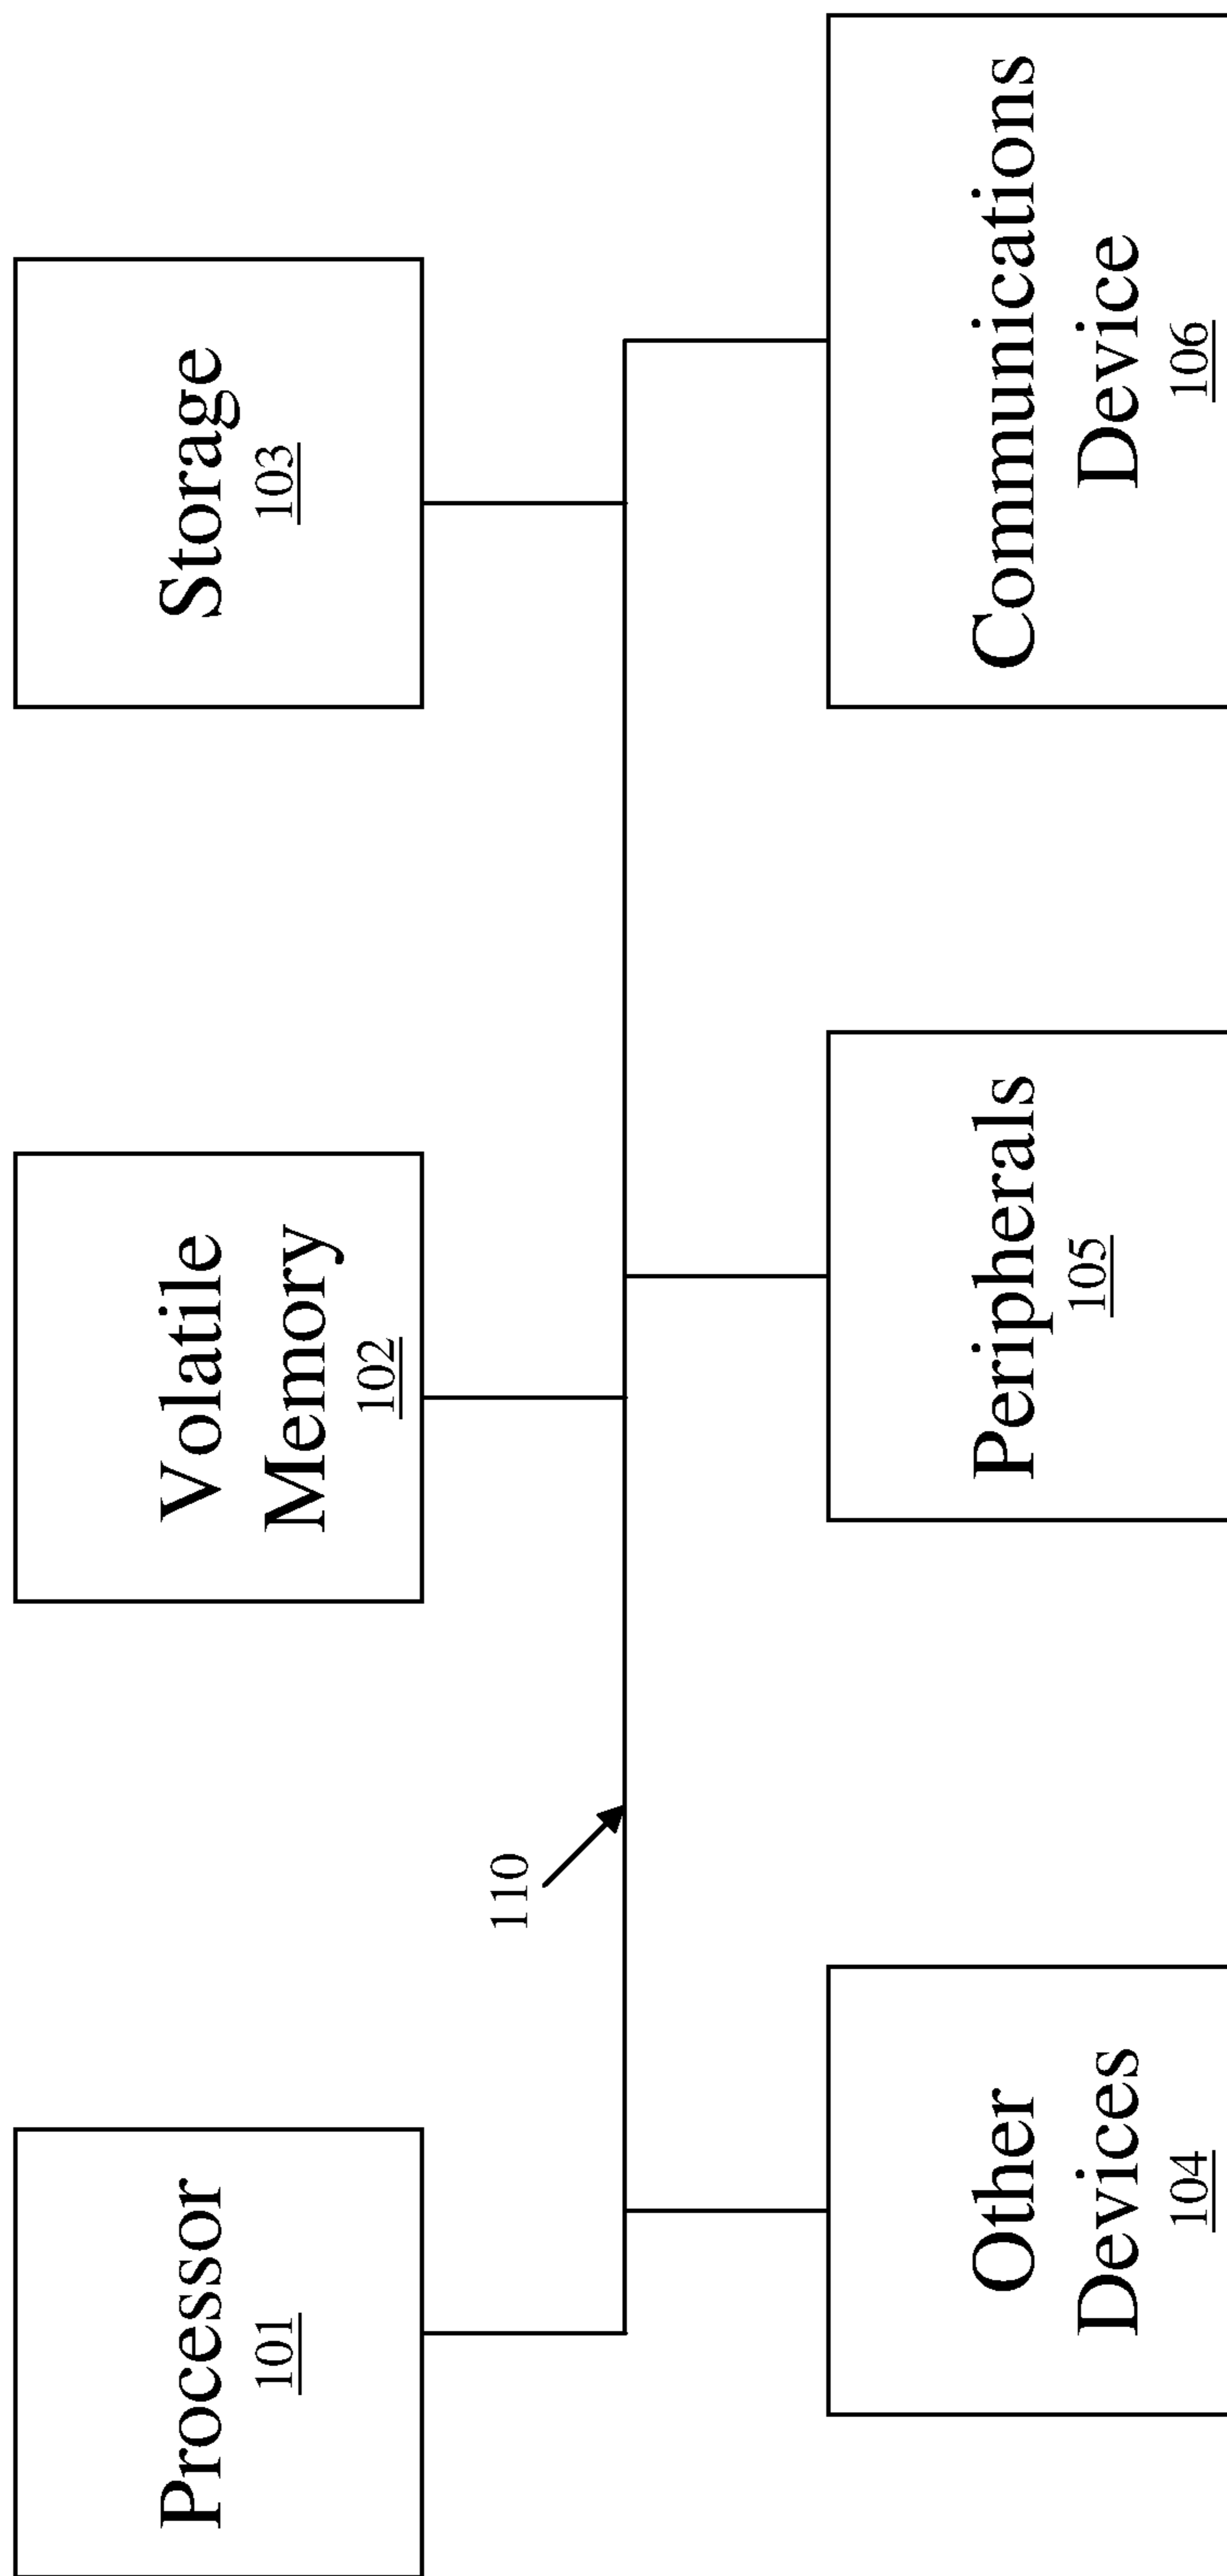 Processor
101
Volatile
Memory
102
Storage
103
110
Other
Devices
104
Peripherals
105
Communications
Device
106